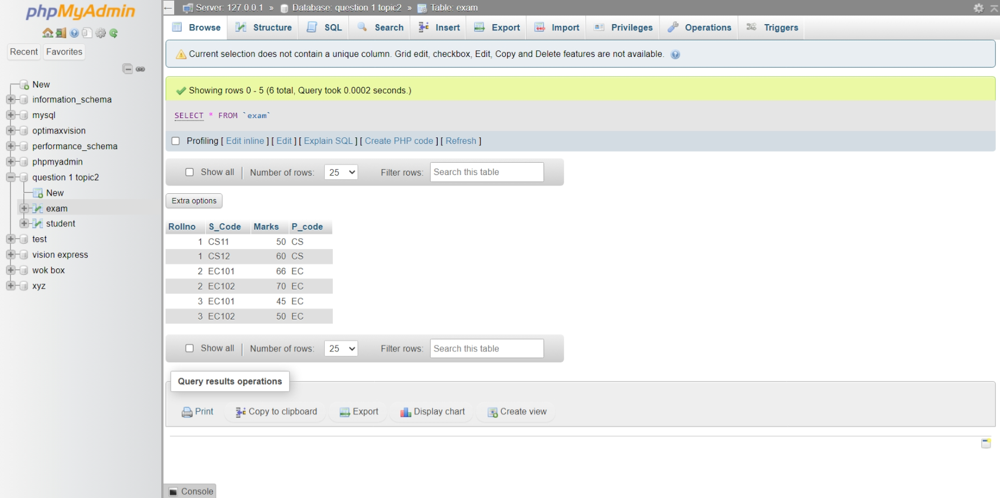 phpMyAdmin
Recent Favorites
New
information_schema
mysql
optimaxvision
performance_schema
phpmyadmin
question 1 topic2
New
exam
student
test
vision express
wok box
xyz
Server: 127.0.0.1 » Database: question 1 topic2 » Table: exam
Browse Structure SQL Search Insert Export Import Privileges Operations Triggers
Current selection does not contain a unique column. Grid edit, checkbox, Edit, Copy and Delete features are not available.
Showing rows 0 - 5 (6 total, Query took 0.0002 seconds.)
SELECT * FROM `exam`
Profiling [ Edit inline ] [ Edit ] [ Explain SQL ] [ Create PHP code ] [ Refresh ]
Show all Number of rows: 25 Filter rows: Search this table
Extra options
Rollno S_Code Marks P_code
1 CS11 50 CS
1 CS12 60 CS
2 EC101 66 EC
2 EC102 70 EC
3 EC101 45 EC
3 EC102 50 EC
Show all Number of rows: 25 Filter rows: Search this table
Query results operations
Print Copy to clipboard Export Display chart Create view
Console